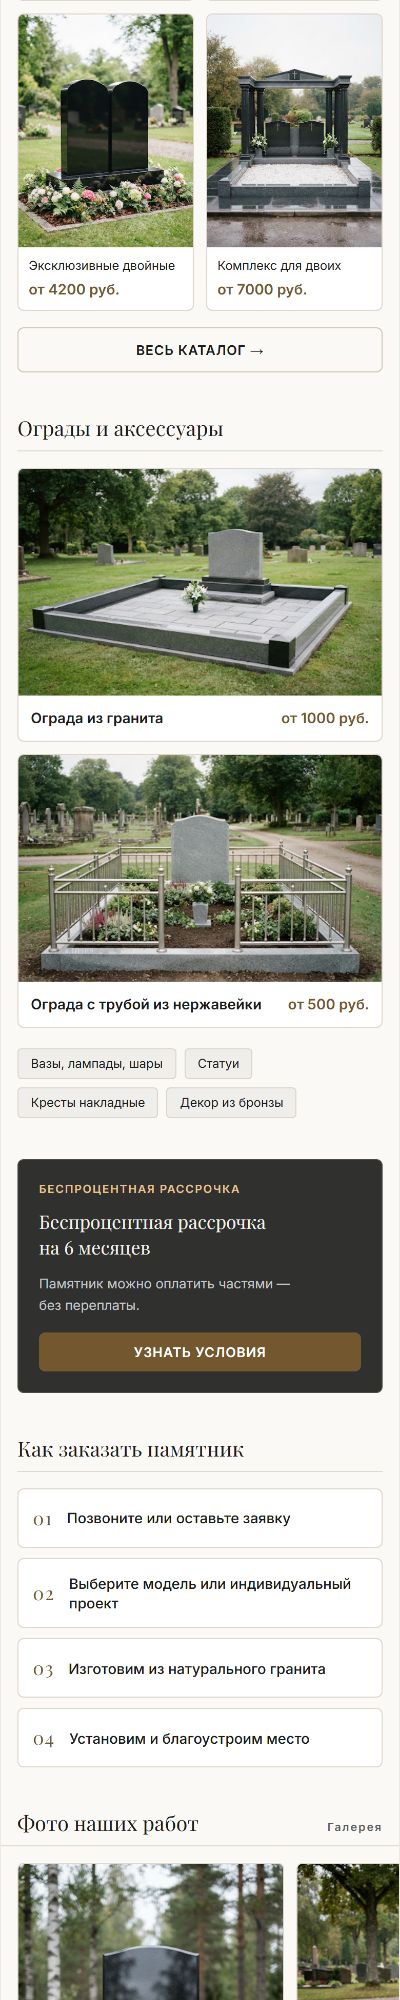 Эксклюзивные двойные
от 4200 руб.
Комплекс для двоих
от 7000 руб.
ВЕСЬ КАТАЛОГ →
Ограды и аксессуары
Ограда из гранита
от 1000 руб.
Ограда с трубой из нержавейки
от 500 руб.
Вазы, лампады, шары
Статуи
Кресты накладные
Декор из бронзы
БЕСПРОЦЕНТНАЯ РАССРОЧКА
Беспроцентная рассрочка
на 6 месяцев
Памятник можно оплатить частями —
без переплаты.
УЗНАТЬ УСЛОВИЯ
Как заказать памятник
01 Позвоните или оставьте заявку
02 Выберите модель или индивидуальный
проект
03 Изготовим из натурального гранита
04 Установим и благоустроим место
Фото наших работ
Галерея